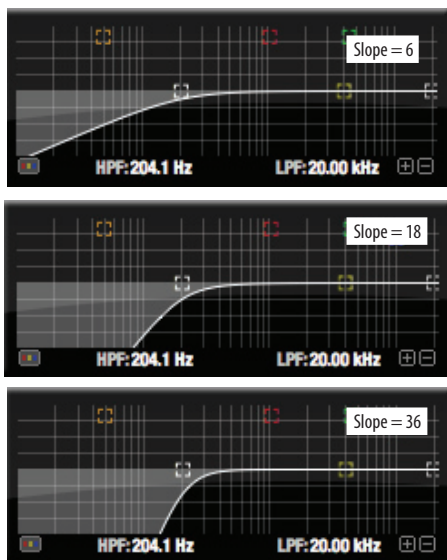 Slope = 6
HPF: 204.1 Hz LPF: 20.00 kHz
Slope = 18
HPF: 204.1 Hz LPF: 20.00 kHz
Slope = 36
HPF: 204.1 Hz LPF: 20.00 kHz